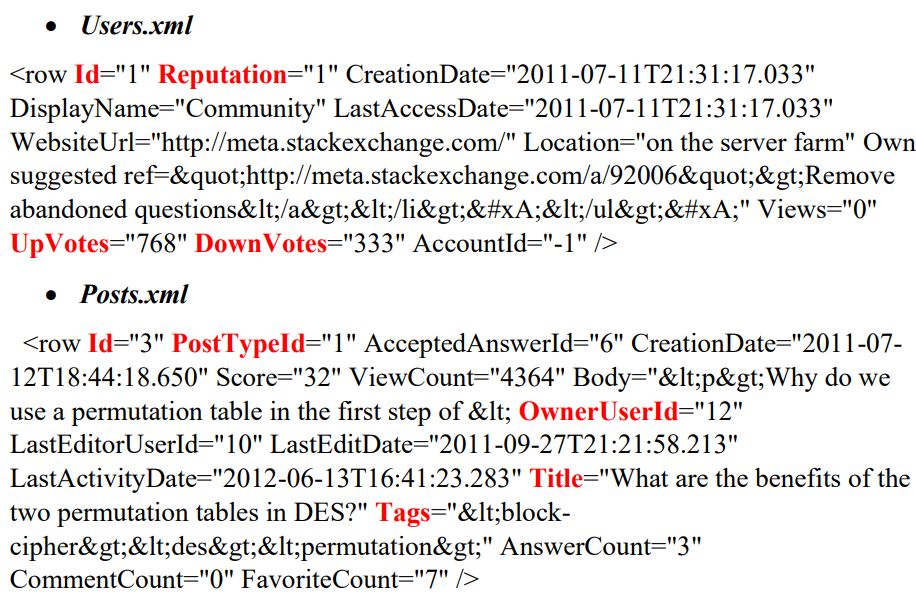 • Users.xml
<row Id="1" Reputation="1" CreationDate="2011-07-11T21:31:17.033"
DisplayName="Community" LastAccessDate="2011-07-11T21:31:17.033"
WebsiteUrl="http://meta.stackexchange.com/" Location="on the server farm" Own
suggested ref=&quot;http://meta.stackexchange.com/a/92006&quot;&gt;Remove
abandoned questions&lt;/a&gt;&lt;/li&gt;&#xA;&lt;/ul&gt;&#xA;" Views="0"
UpVotes="768" DownVotes="333" AccountId="-1" />
• Posts.xml
<row Id="3" PostTypeId="1" AcceptedAnswerId="6" CreationDate="2011-07-
12T18:44:18.650" Score="32" ViewCount="4364" Body="&lt;p&gt;Why do we
use a permutation table in the first step of &lt; OwnerUserId="12"
LastEditorUserId="10" LastEditDate="2011-09-27T21:21:58.213"
LastActivityDate="2012-06-13T16:41:23.283" Title="What are the benefits of the
two permutation tables in DES?" Tags="&lt;block-
cipher&gt;&lt;des&gt;&lt;permutation&gt;" AnswerCount="3"
CommentCount="0" FavoriteCount="7" />